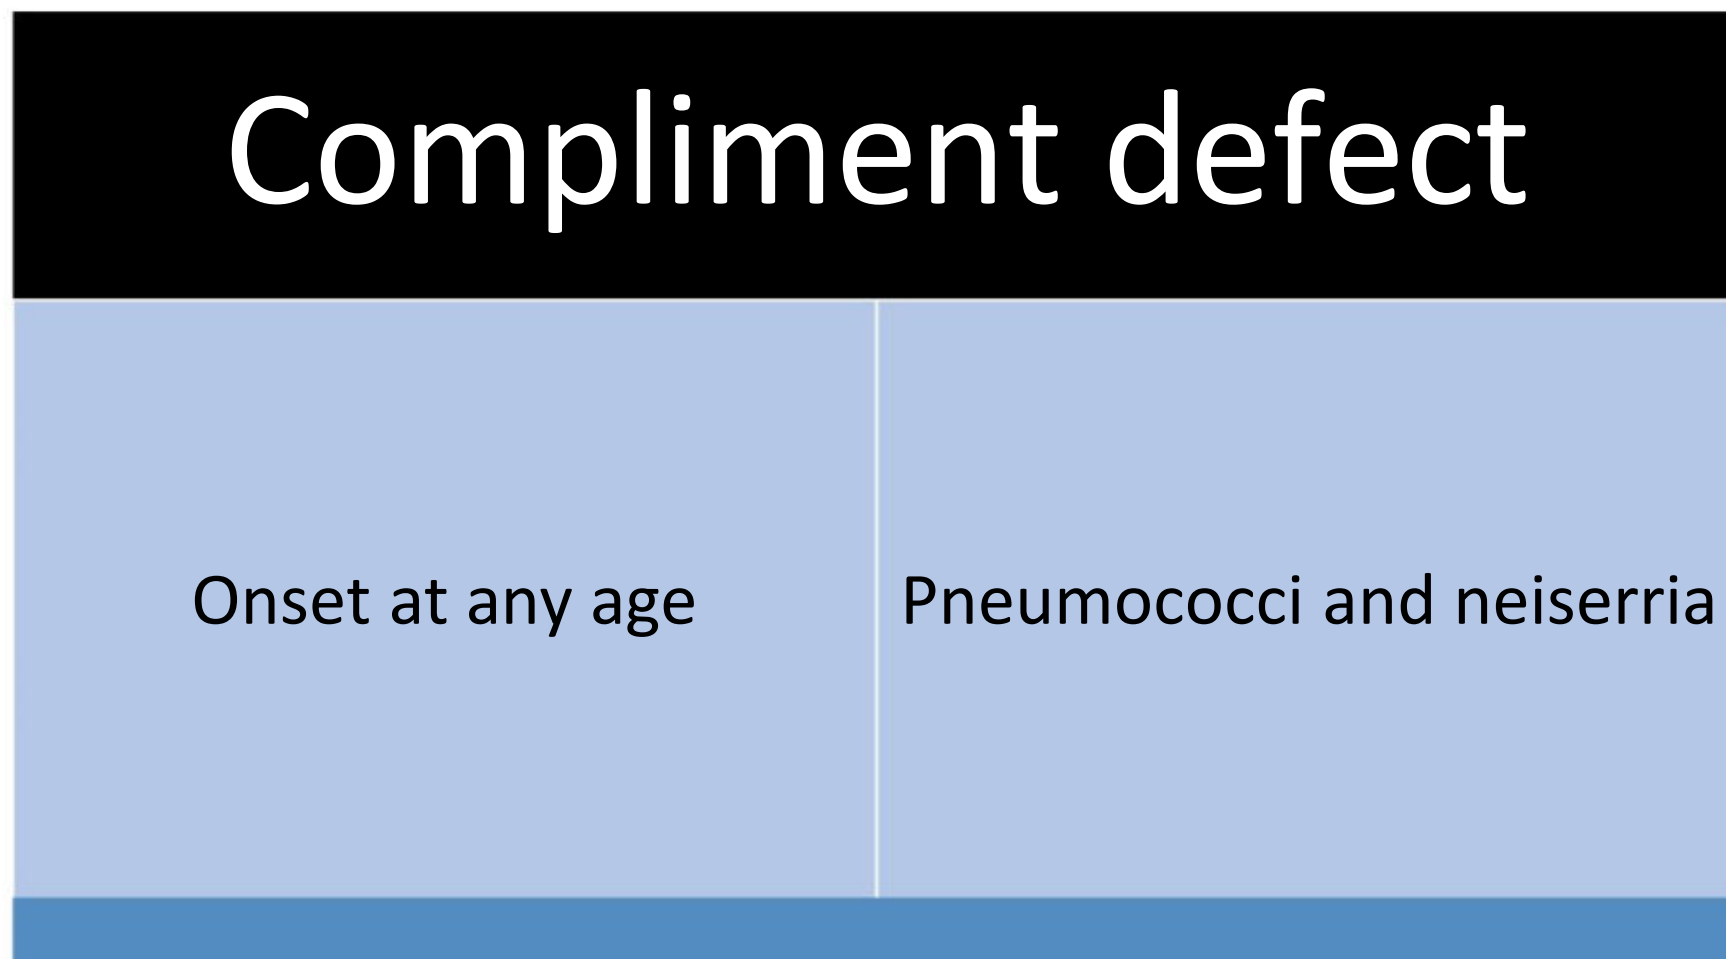 Compliment defect
Onset at any age
Pneumococci and neiserria